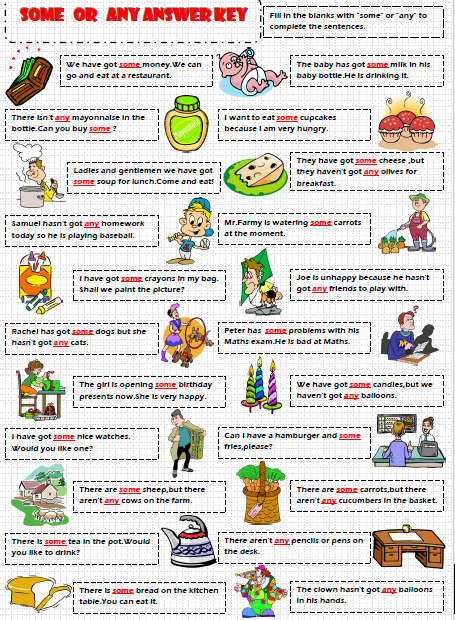 SOME OR ANY ANSWER KEY
Fill in the blanks with "some" or "any" to
complete the sentences.
We have got some money.We can
go and eat at a restaurant.
The baby has got some milk in his
baby bottle.He is drinking it.
There isn't any mayonnaise in the
bottle.Can you buy some ?
I want to eat some cupcakes
because I am very hungry.
Ladies and gentlemen we have got
some soup for lunch.Come and eat!
They have got some cheese ,but
they haven't got any olives for
breakfast.
Samuel hasn't got any homework
today so he is playing baseball.
Mr.Farmy is watering some carrots
at the moment.
I have got some crayons in my bag.
Shall we paint the picture?
Joe is unhappy because he hasn't
got any friends to play with.
Rachel has got some dogs but she
hasn't got any cats.
Peter has some problems with his
Maths exam.He is bad at Maths.
The girl is opening some birthday
presents now.She is very happy.
We have got some candles,but we
haven't got any balloons.
I have got some nice watches.
Would you like one?
Can I have a hamburger and some
fries,please?
There are some sheep,but there
aren't any cows on the farm.
There are some carrots,but there
aren't any cucumbers in the basket.
There is some tea in the pot.Would
you like to drink?
There aren't any pencils or pens on
the desk.
There is some bread on the kitchen
table.You can eat it.
The clown hasn't got any balloons
in his hands.